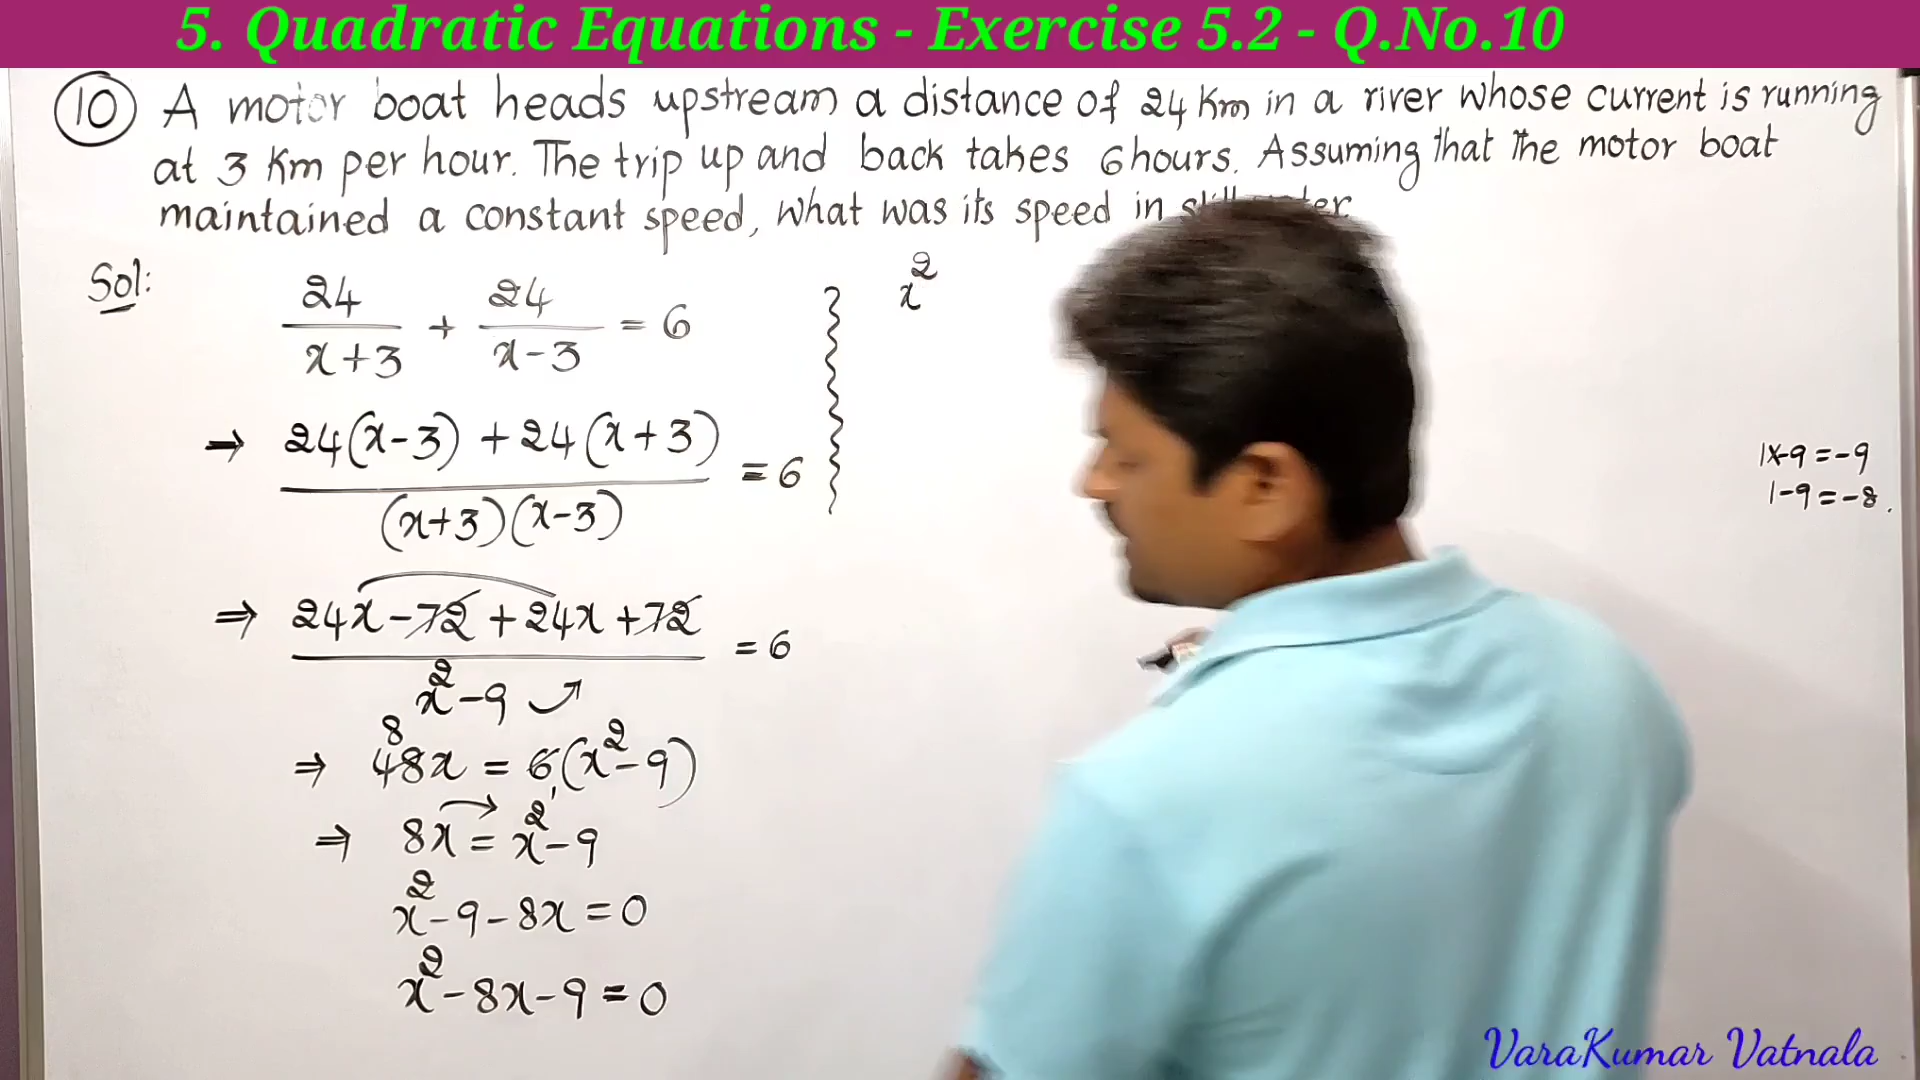 5. Quadratic Equations - Exercise 5.2 - Q.No.10
10 A motor boat heads upstream a distance of 24 Km in a river whose current is running
at 3 Km per hour. The trip up and back takes 6 hours. Assuming that the motor boat
maintained a constant speed, what was its speed in
Sol:
24/(x+3) + 24/(x-3) = 6
⇒ (24(x-3) + 24(x+3))/((x+3)(x-3)) = 6
⇒ (24x - 72 + 24x + 72)/(x² - 9) = 6
8
⇒ 48x = 6(x² - 9)
1
⇒ 8x = x² - 9
x² - 9 - 8x = 0
x² - 8x - 9 = 0
x²
1x-9 = -9
1-9 = -8.
VaraKumar Vatnala